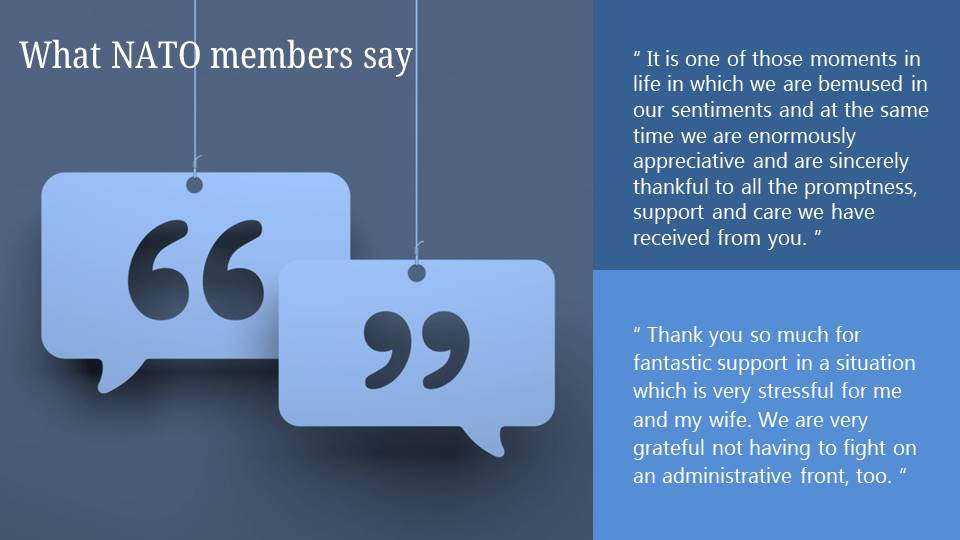 What NATO members say
“ It is one of those moments in
life in which we are bemused in
our sentiments and at the same
time we are enormously
appreciative and are sincerely
thankful to all the promptness,
support and care we have
received from you. ”
“ Thank you so much for
fantastic support in a situation
which is very stressful for me
and my wife. We are very
grateful not having to fight on
an administrative front, too. “